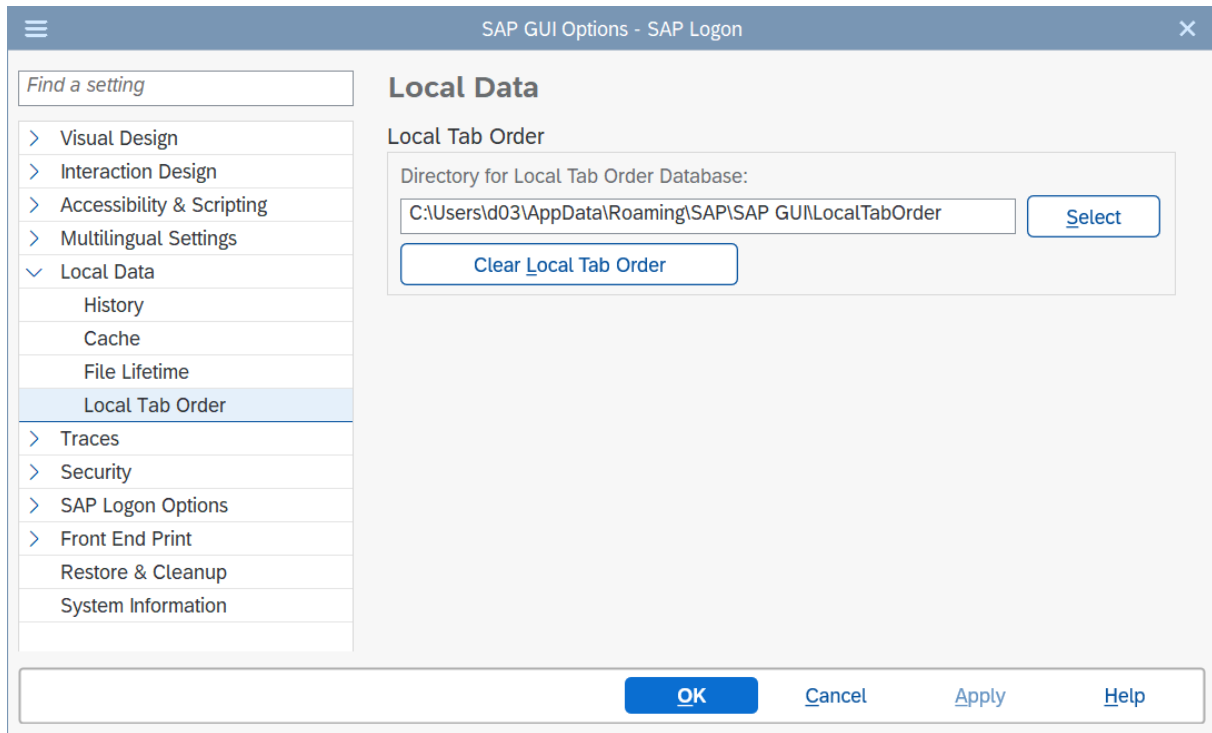 SAP GUI Options - SAP Logon
Find a setting
Visual Design
Interaction Design
Accessibility & Scripting
Multilingual Settings
Local Data
History
Cache
File Lifetime
Local Tab Order
Traces
Security
SAP Logon Options
Front End Print
Restore & Cleanup
System Information
Local Data
Local Tab Order
Directory for Local Tab Order Database:
C:\Users\d03\AppData\Roaming\SAP\SAP GUI\LocalTabOrder
Select
Clear Local Tab Order
OK Cancel Apply Help